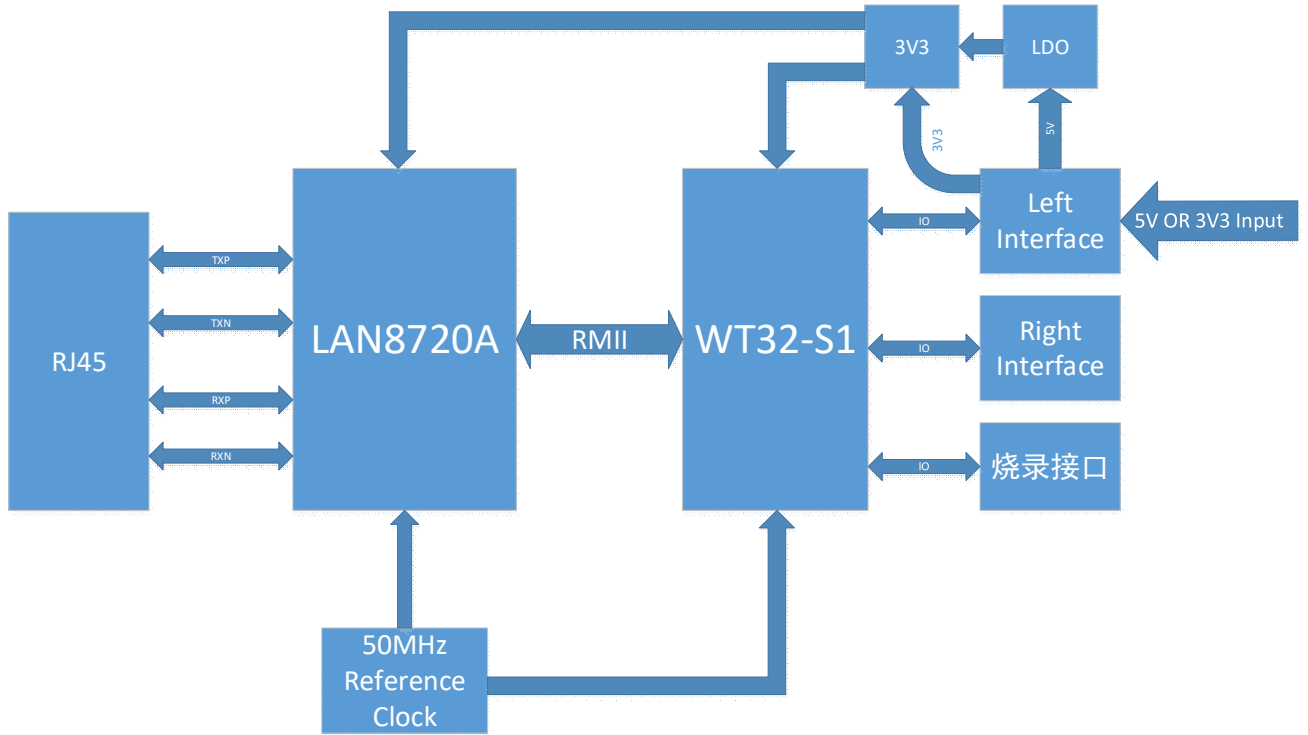 3V3
LDO
3V3
5V
Left
Interface
5V OR 3V3 Input
IO
RJ45
TXP
TXN
RXP
RXN
LAN8720A
RMII
WT32-S1
IO
Right
Interface
IO
烧录接口
50MHz
Reference
Clock